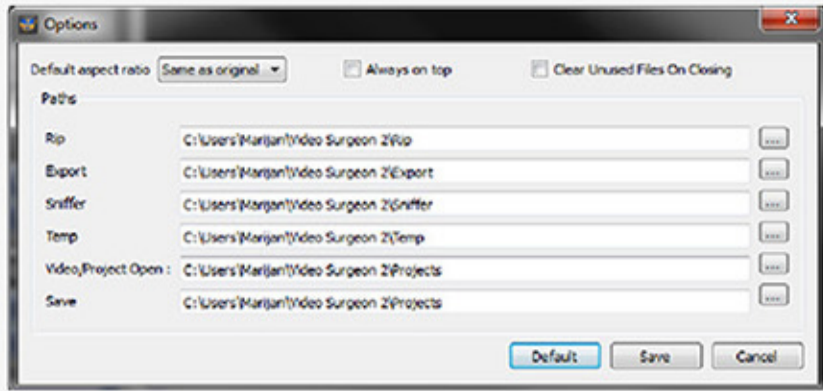 Options
Default aspect ratio Same as original Always on top Clear Unused Files On Closing
Paths
Rip C:\Users\Marijan\Video Surgeon 2\Rip ...
Export C:\Users\Marijan\Video Surgeon 2\Export ...
Sniffer C:\Users\Marijan\Video Surgeon 2\Sniffer ...
Temp C:\Users\Marijan\Video Surgeon 2\Temp ...
Video/Project Open : C:\Users\Marijan\Video Surgeon 2\Projects ...
Save C:\Users\Marijan\Video Surgeon 2\Projects ...
Default Save Cancel